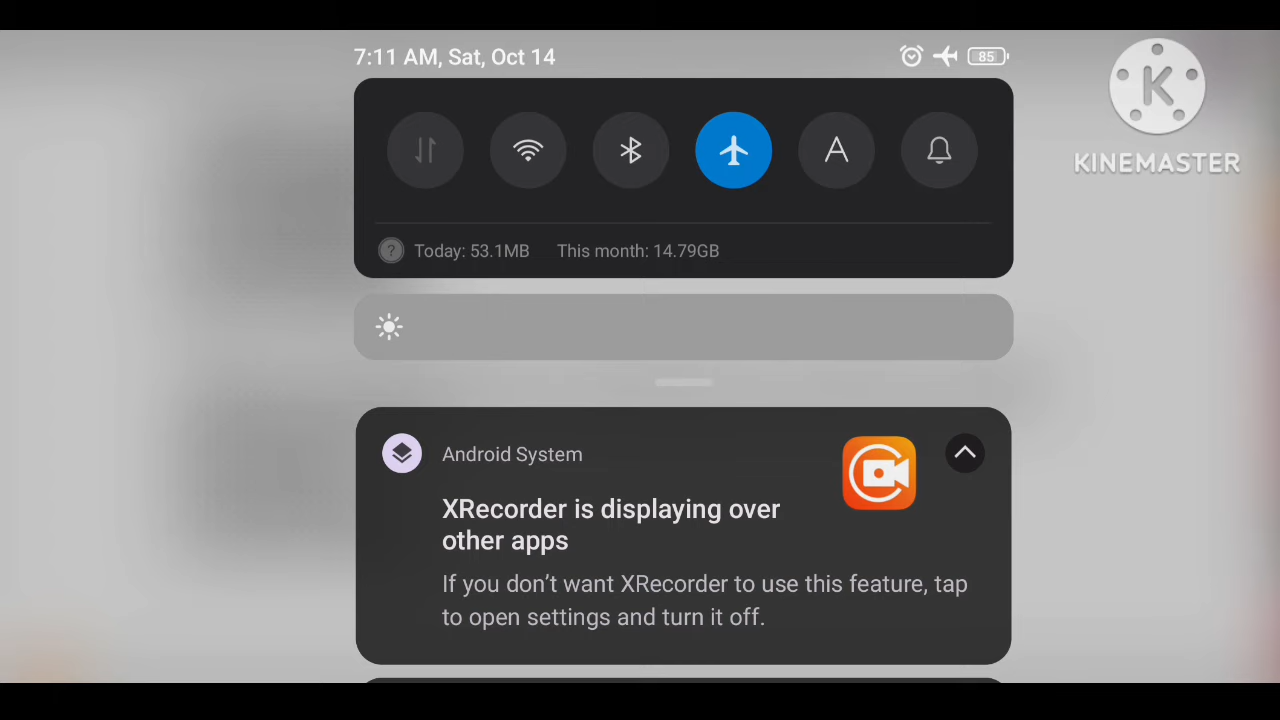 7:11 AM, Sat, Oct 14
85
K
KINEMASTER
A
? Today: 53.1MB This month: 14.79GB
Android System
XRecorder is displaying over
other apps
If you don’t want XRecorder to use this feature, tap
to open settings and turn it off.